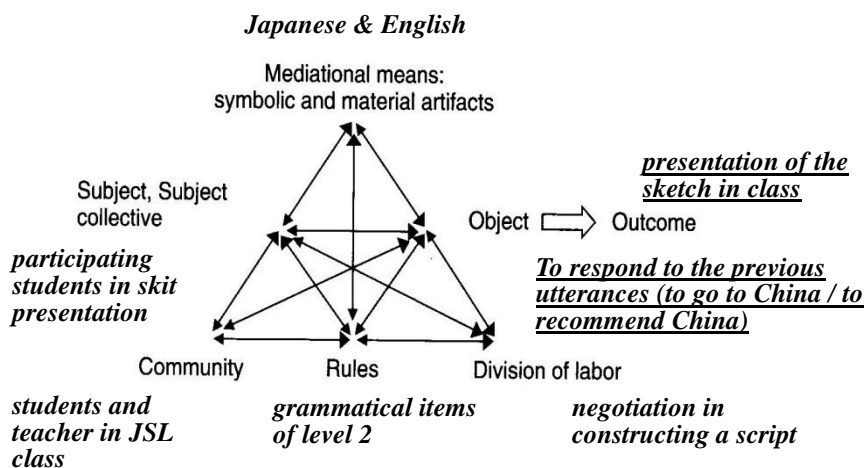 Japanese & English
Mediational means:
symbolic and material artifacts
presentation of the
sketch in class
Subject, Subject
collective
Object
Outcome
participating
students in skit
presentation
To respond to the previous
utterances (to go to China / to
recommend China)
Community
Rules
Division of labor
students and
teacher in JSL
class
grammatical items
of level 2
negotiation in
constructing a script